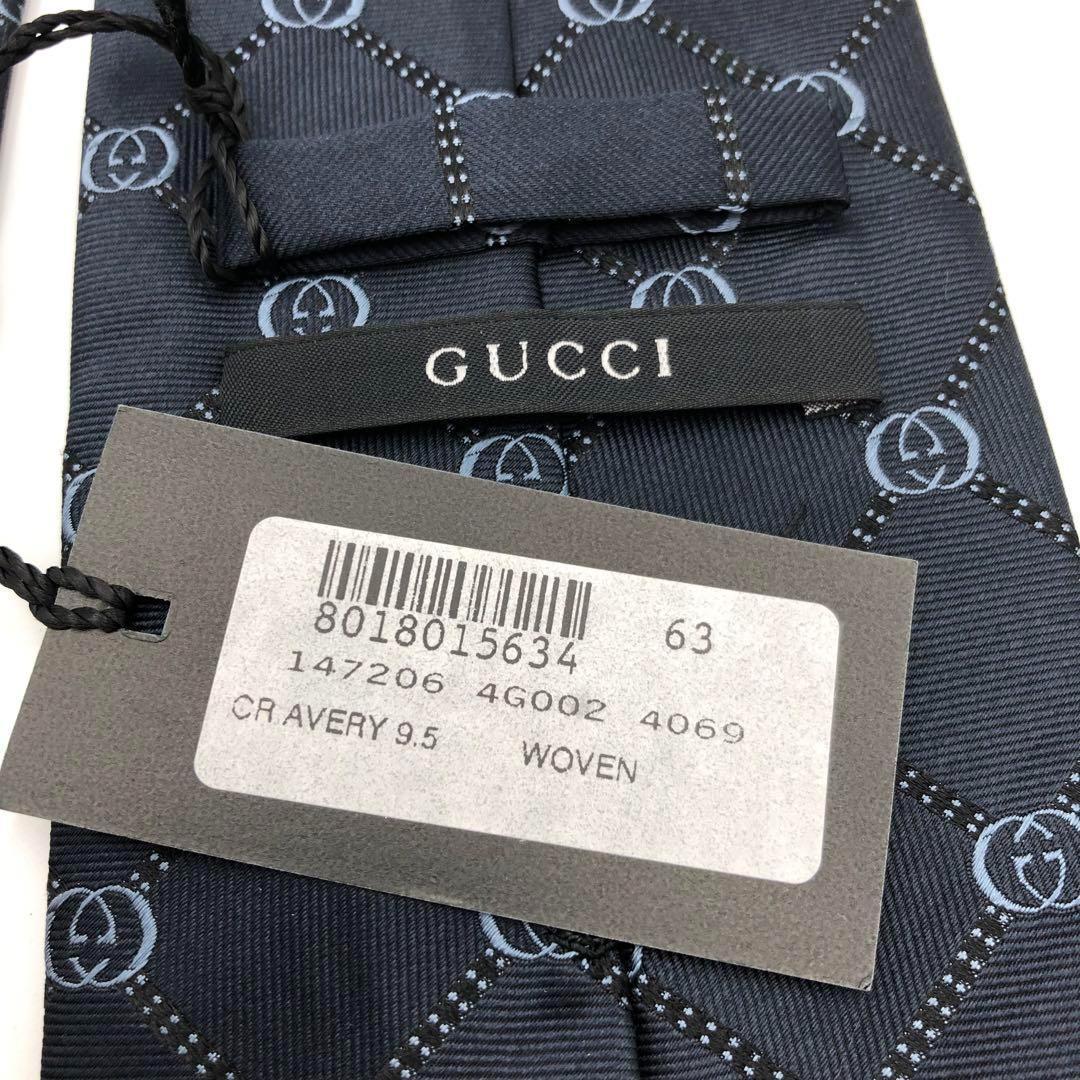 GUCCI
8018015634 63
147206 4G002 4069
CR.AVERY 9.5 WOVEN